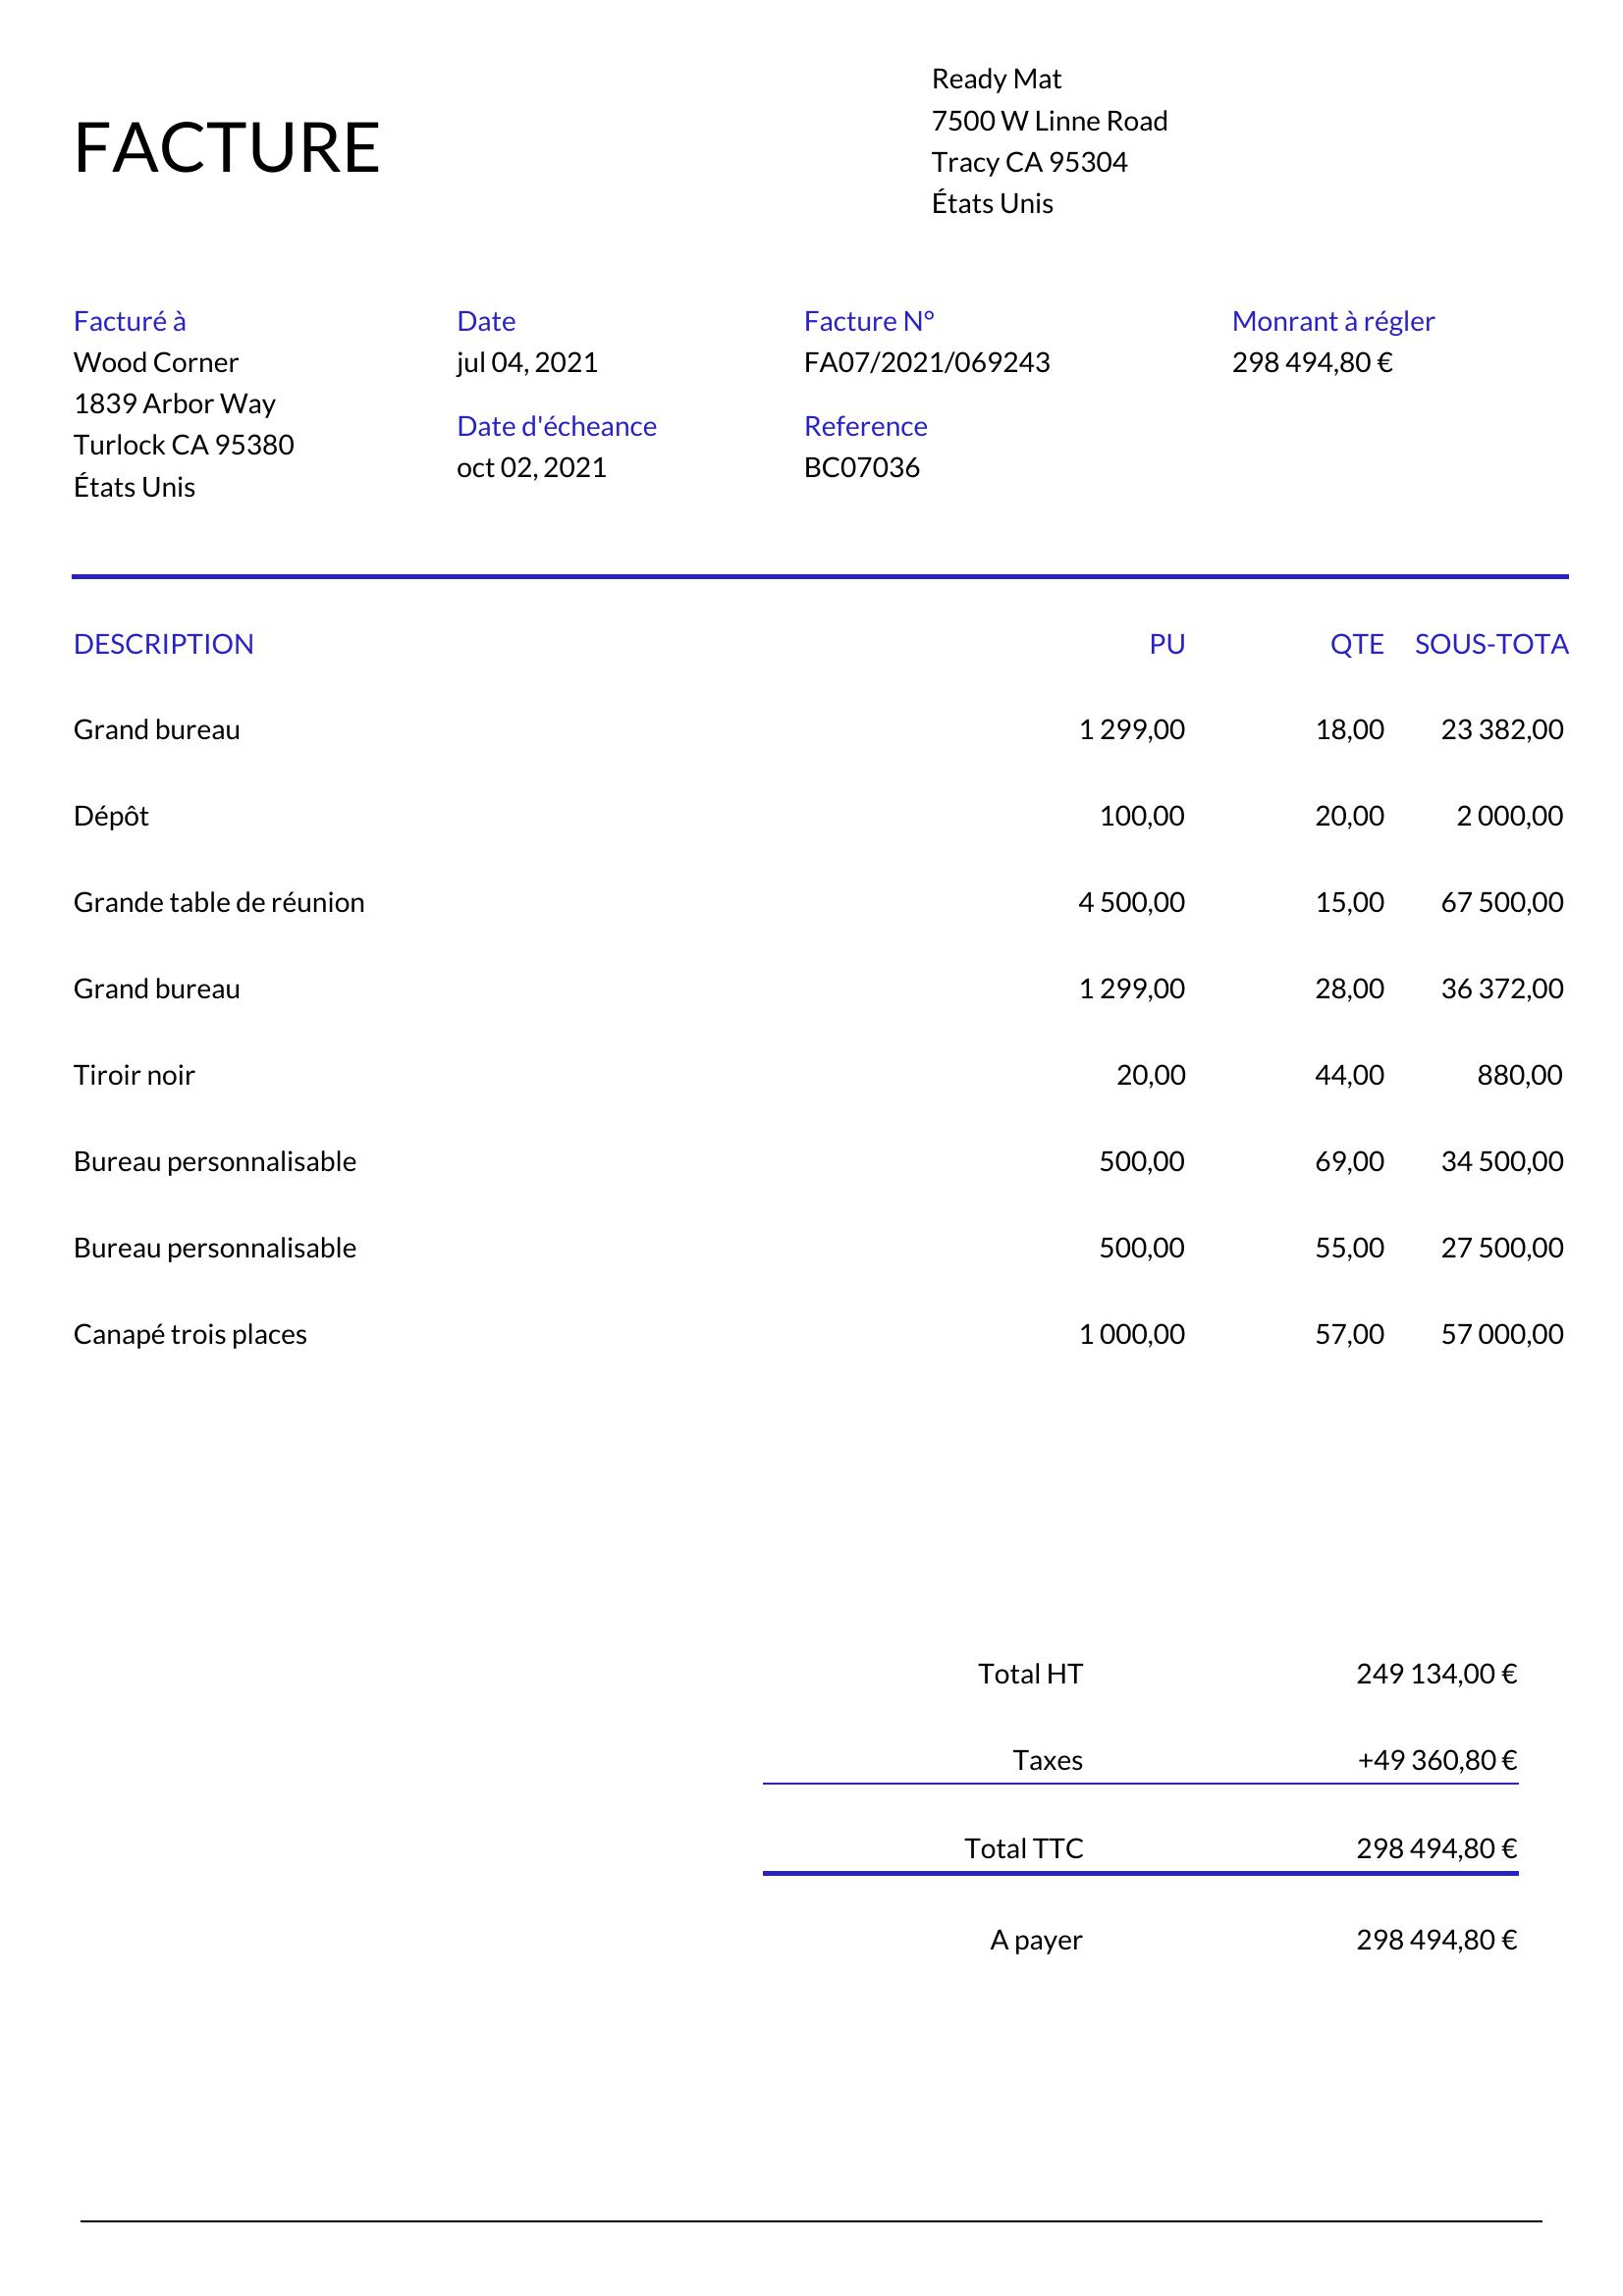 Ready Mat
7500 W Linne Road
Tracy CA 95304
États Unis
FACTURE
Facturé à
Wood Corner
1839 Arbor Way
Turlock CA 95380
États Unis
Date
jul 04, 2021
Date d'écheance
oct 02, 2021
Facture N°
FA07/2021/069243
Reference
BC07036
Monrant à régler
298 494,80 €
DESCRIPTION PU QTE SOUS-TOTA
Grand bureau 1 299,00 18,00 23 382,00
Dépôt 100,00 20,00 2 000,00
Grande table de réunion 4 500,00 15,00 67 500,00
Grand bureau 1 299,00 28,00 36 372,00
Tiroir noir 20,00 44,00 880,00
Bureau personnalisable 500,00 69,00 34 500,00
Bureau personnalisable 500,00 55,00 27 500,00
Canapé trois places 1 000,00 57,00 57 000,00
Total HT 249 134,00 €
Taxes +49 360,80 €
Total TTC 298 494,80 €
A payer 298 494,80 €